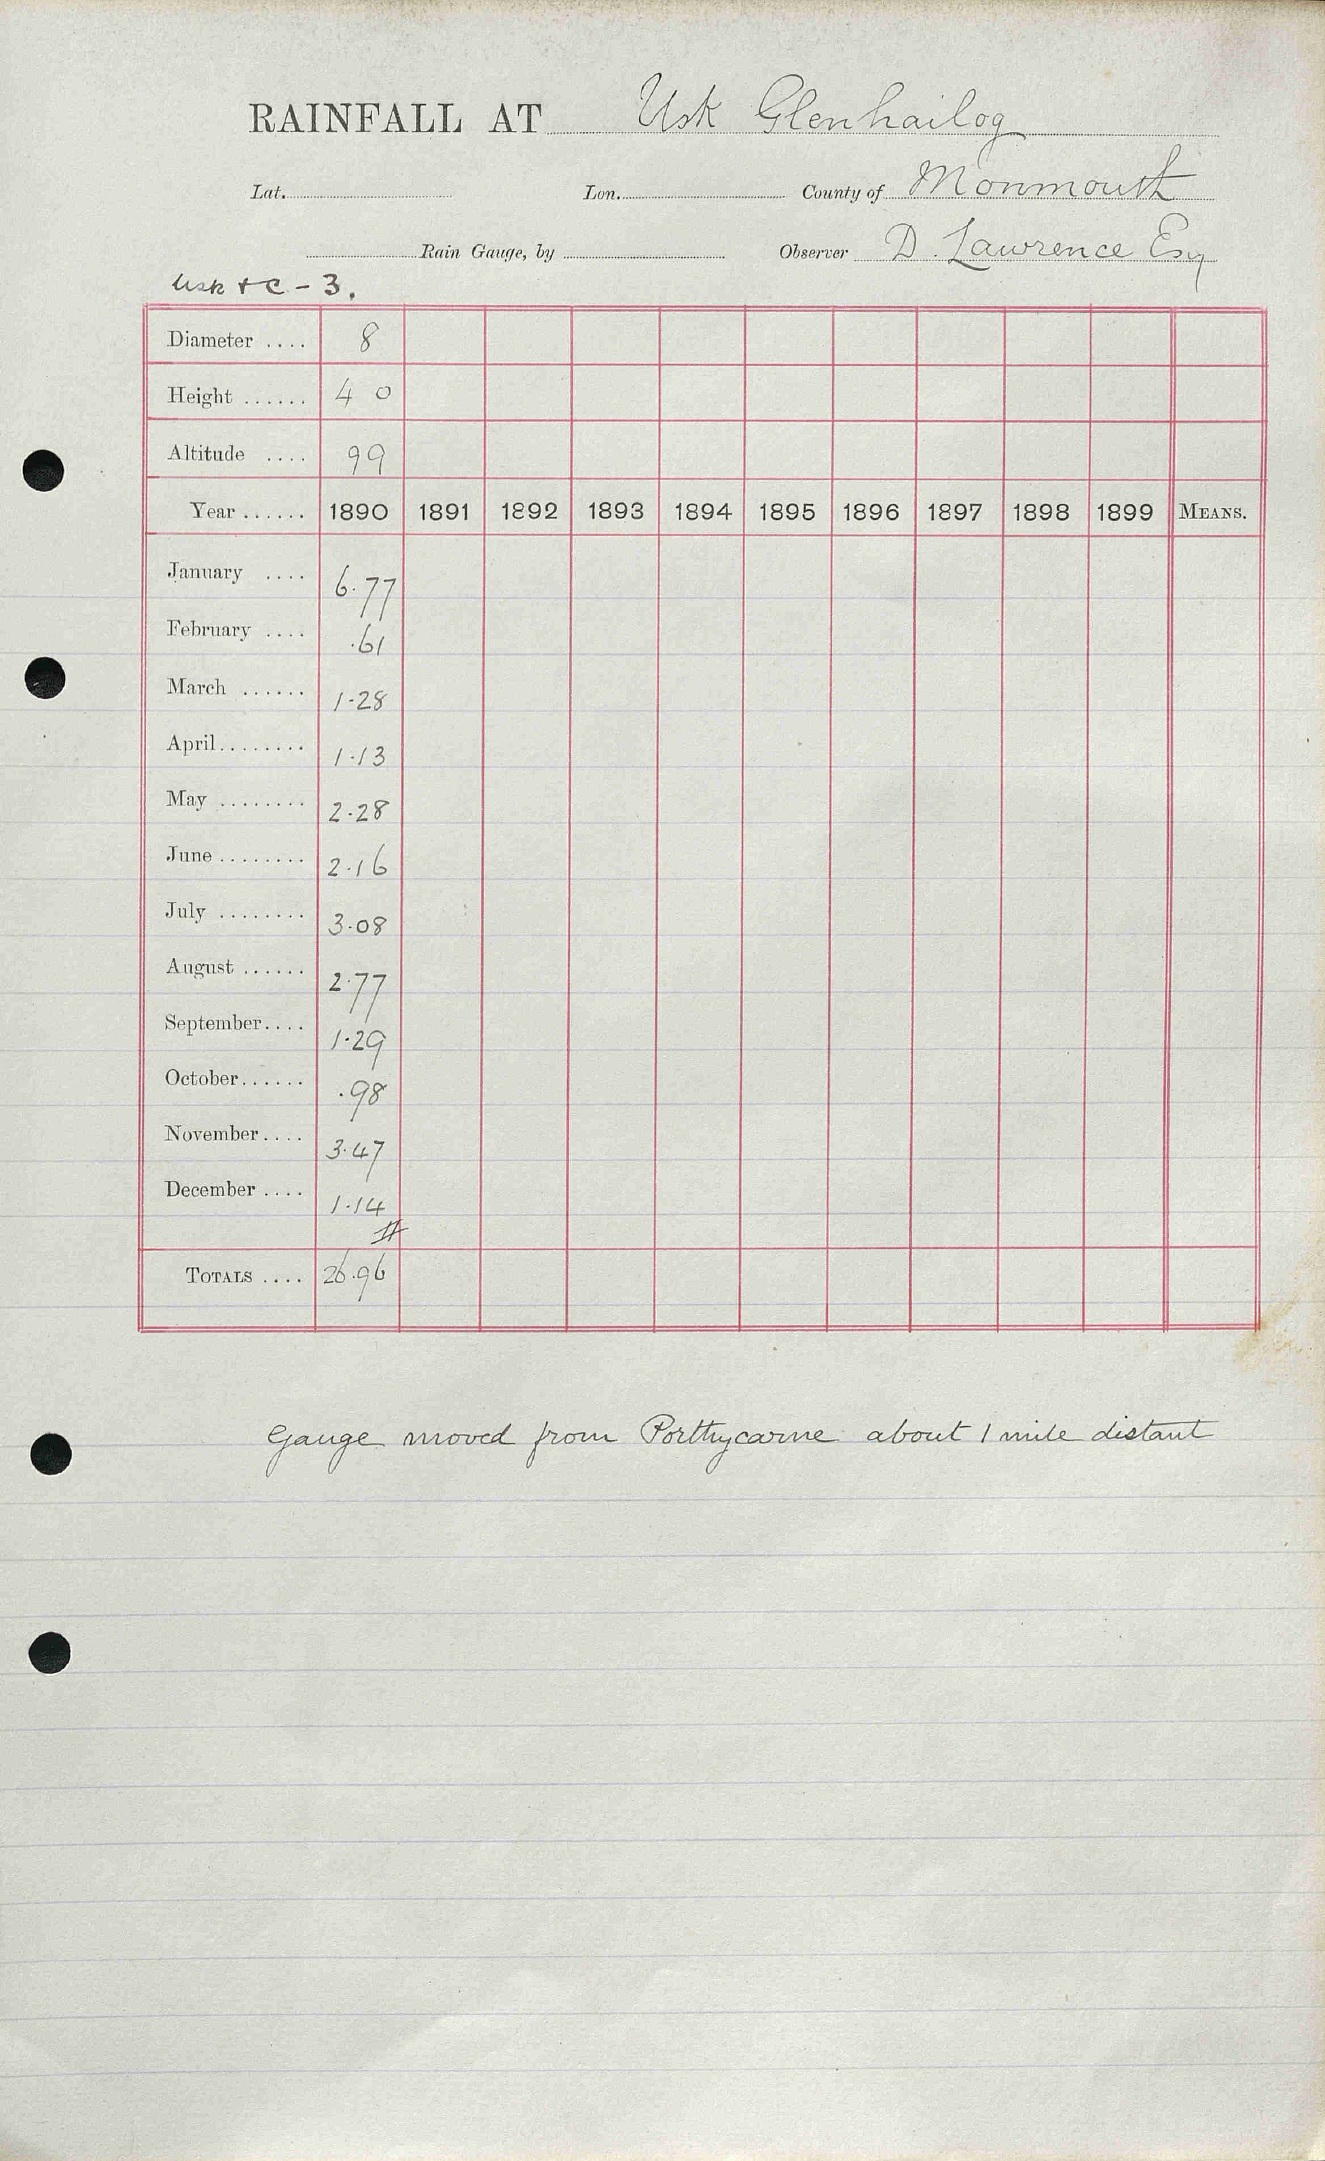 RAINFALL AT Usk Glenhailog
Lat. Lon. County of Monmouth
Rain Gauge, by Observer D. Lawrence Esq
Usk + C - 3.
Diameter .... 8
Height ...... 4 0
Altitude .... 99
Year ...... 1890 1891 1892 1893 1894 1895 1896 1897 1898 1899 MEANS.
January .... 6.77
February .... .61
March ...... 1.28
April........ 1.13
May ........ 2.28
June ........ 2.16
July ........ 3.08
August ...... 2.77
September.... 1.29
October...... .98
November.... 3.47
December .... 1.14
TOTALS .... 26.96
Gauge moved from Porthycarne about 1 mile distant